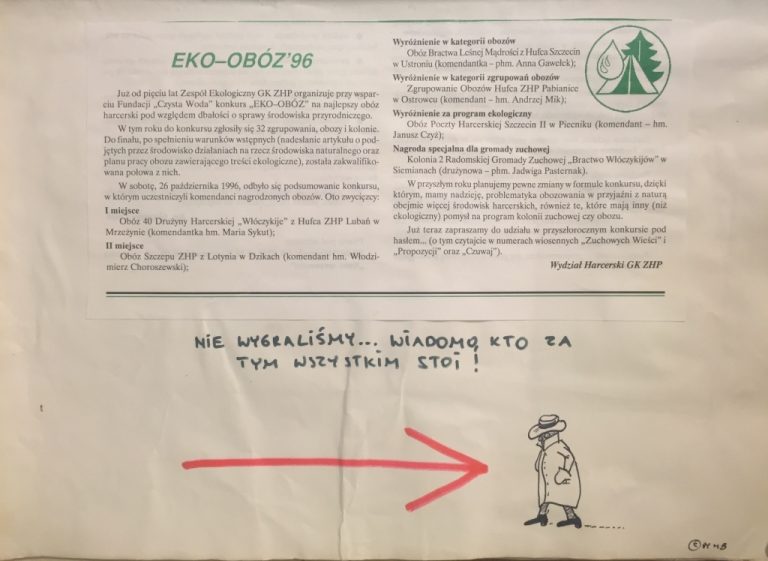 EKO–OBÓZ'96
Już od pięciu lat Zespół Ekologiczny GK ZHP organizuje przy wspar-
ciu Fundacji „Czysta Woda" konkurs „EKO–OBÓZ" na najlepszy obóz
harcerski pod względem dbałości o sprawy środowiska przyrodniczego.
W tym roku do konkursu zgłosiły się 32 zgrupowania, obozy i kolonie.
Do finału, po spełnieniu warunków wstępnych (nadesłanie artykułu o pod-
jętych przez środowisko działaniach na rzecz środowiska naturalnego oraz
planu pracy obozu zawierającego treści ekologiczne), została zakwalifiko-
wana połowa z nich.
W sobotę, 26 października 1996, odbyło się podsumowanie konkursu,
w którym uczestniczyli komendanci nagrodzonych obozów. Oto zwycięzcy:
I miejsce
Obóz 40 Drużyny Harcerskiej „Włóczykije" z Hufca ZHP Lubań w
Mrzeżynie (komendantka hm. Maria Sykut);
II miejsce
Obóz Szczepu ZHP z Lotynia w Dzikach (komendant hm. Włodzi-
mierz Choroszewski);
Wyróżnienie w kategorii obozów
Obóz Bractwa Leśnej Mądrości z Hufca Szczecin
w Ustroniu (komendantka – phm. Anna Gawełek);
Wyróżnienie w kategorii zgrupowań obozów
Zgrupowanie Obozów Hufca ZHP Pabianice
w Ostrowcu (komendant – hm. Andrzej Mik);
Wyróżnienie za program ekologiczny
Obóz Poczty Harcerskiej Szczecin II w Pieczniku (komendant – hm.
Janusz Czyż);
Nagroda specjalna dla gromady zuchowej
Kolonia 2 Radomskiej Gromady Zuchowej „Bractwo Włóczykijów" w
Siemianach (drużynowa – phm. Jadwiga Pasternak).
W przyszłym roku planujemy pewne zmiany w formule konkursu, dzięki
którym, mamy nadzieję, problematyka obozowania w przyjaźni z naturą
obejmie więcej środowisk harcerskich, również te, które mają inny (niż
ekologiczny) pomysł na program kolonii zuchowej czy obozu.
Już teraz zapraszamy do udziału w przyszłorocznym konkursie pod
hasłem... (o tym czytajcie w numerach wiosennych „Zuchowych Wieści" i
„Propozycji" oraz „Czuwaj").
Wydział Harcerski GK ZHP
NIE WYGRALIŚMY... WIADOMO KTO ZA
TYM WSZYSTKIM STOI!